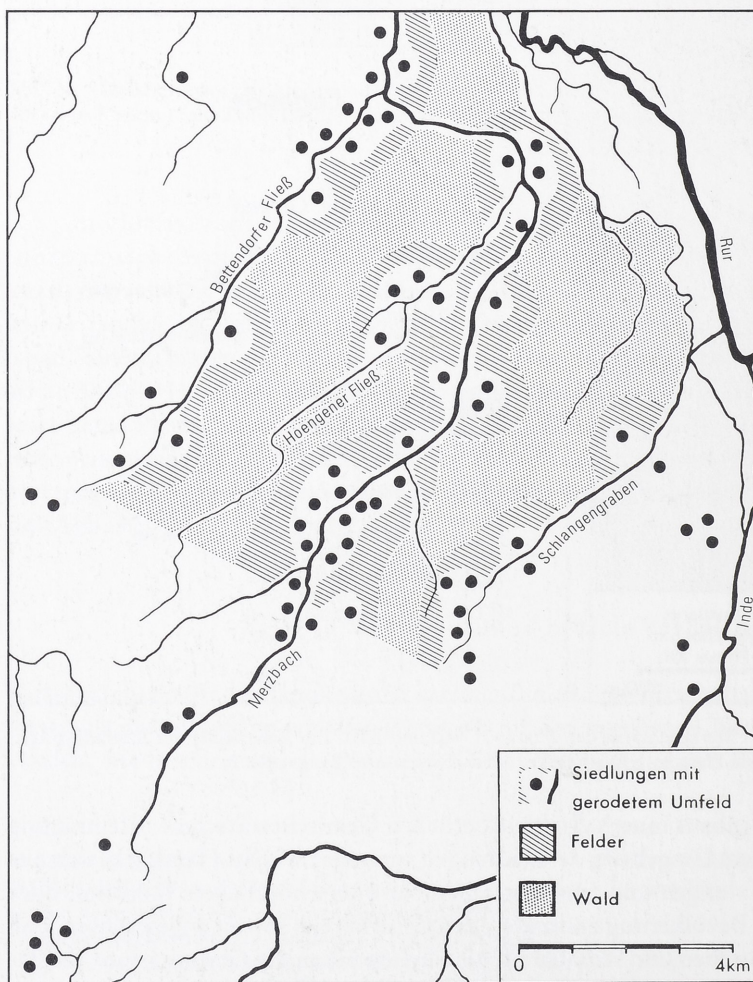 Bettendorfer Fließ
Rur
Hoengener Fließ
Schlangengraben
Inde
Merzbach
Siedlungen mit
gerodetem Umfeld
Felder
Wald
0 4km